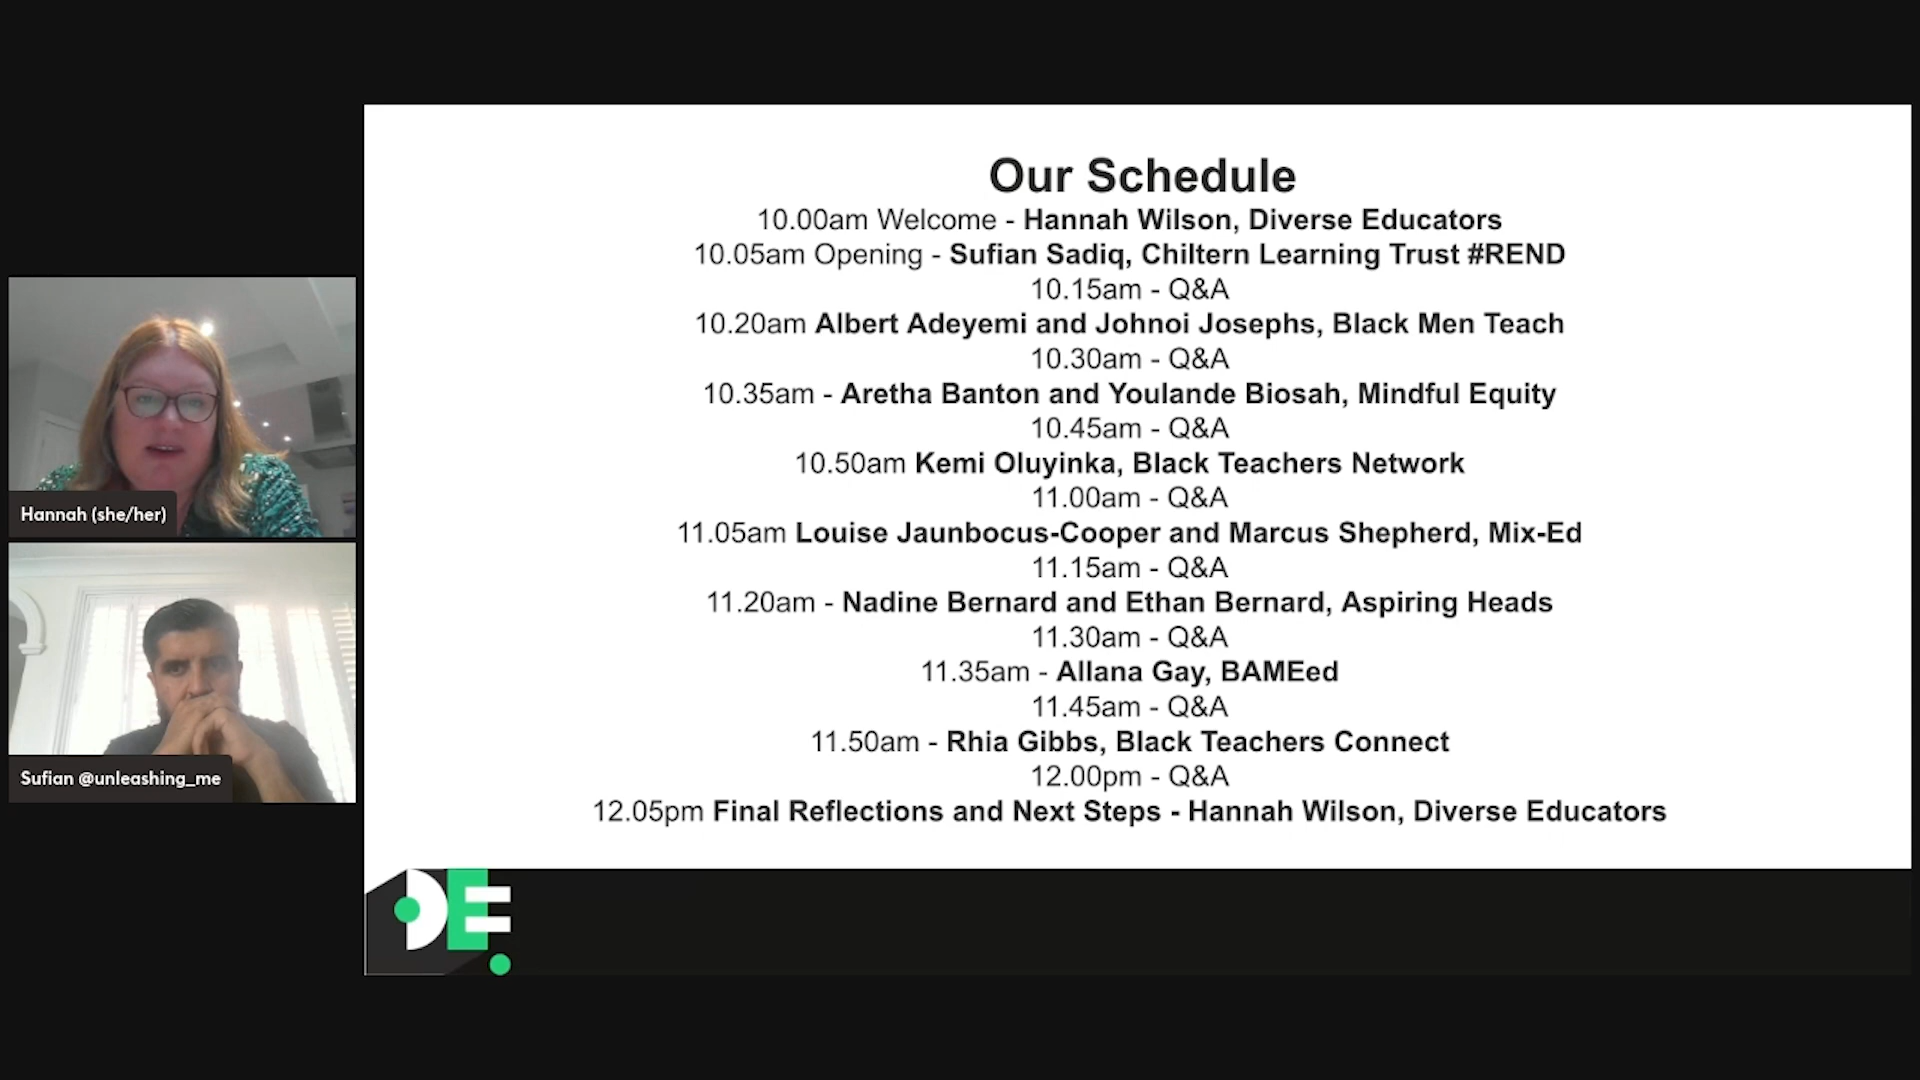 Our Schedule
10.00am Welcome - Hannah Wilson, Diverse Educators
10.05am Opening - Sufian Sadiq, Chiltern Learning Trust #REND
10.15am - Q&A
10.20am Albert Adeyemi and Johnoi Josephs, Black Men Teach
10.30am - Q&A
10.35am - Aretha Banton and Youlande Biosah, Mindful Equity
10.45am - Q&A
10.50am Kemi Oluyinka, Black Teachers Network
11.00am - Q&A
11.05am Louise Jaunbocus-Cooper and Marcus Shepherd, Mix-Ed
11.15am - Q&A
11.20am - Nadine Bernard and Ethan Bernard, Aspiring Heads
11.30am - Q&A
11.35am - Allana Gay, BAMEed
11.45am - Q&A
11.50am - Rhia Gibbs, Black Teachers Connect
12.00pm - Q&A
12.05pm Final Reflections and Next Steps - Hannah Wilson, Diverse Educators
Hannah (she/her)
Sufian @unleashing_me
DE